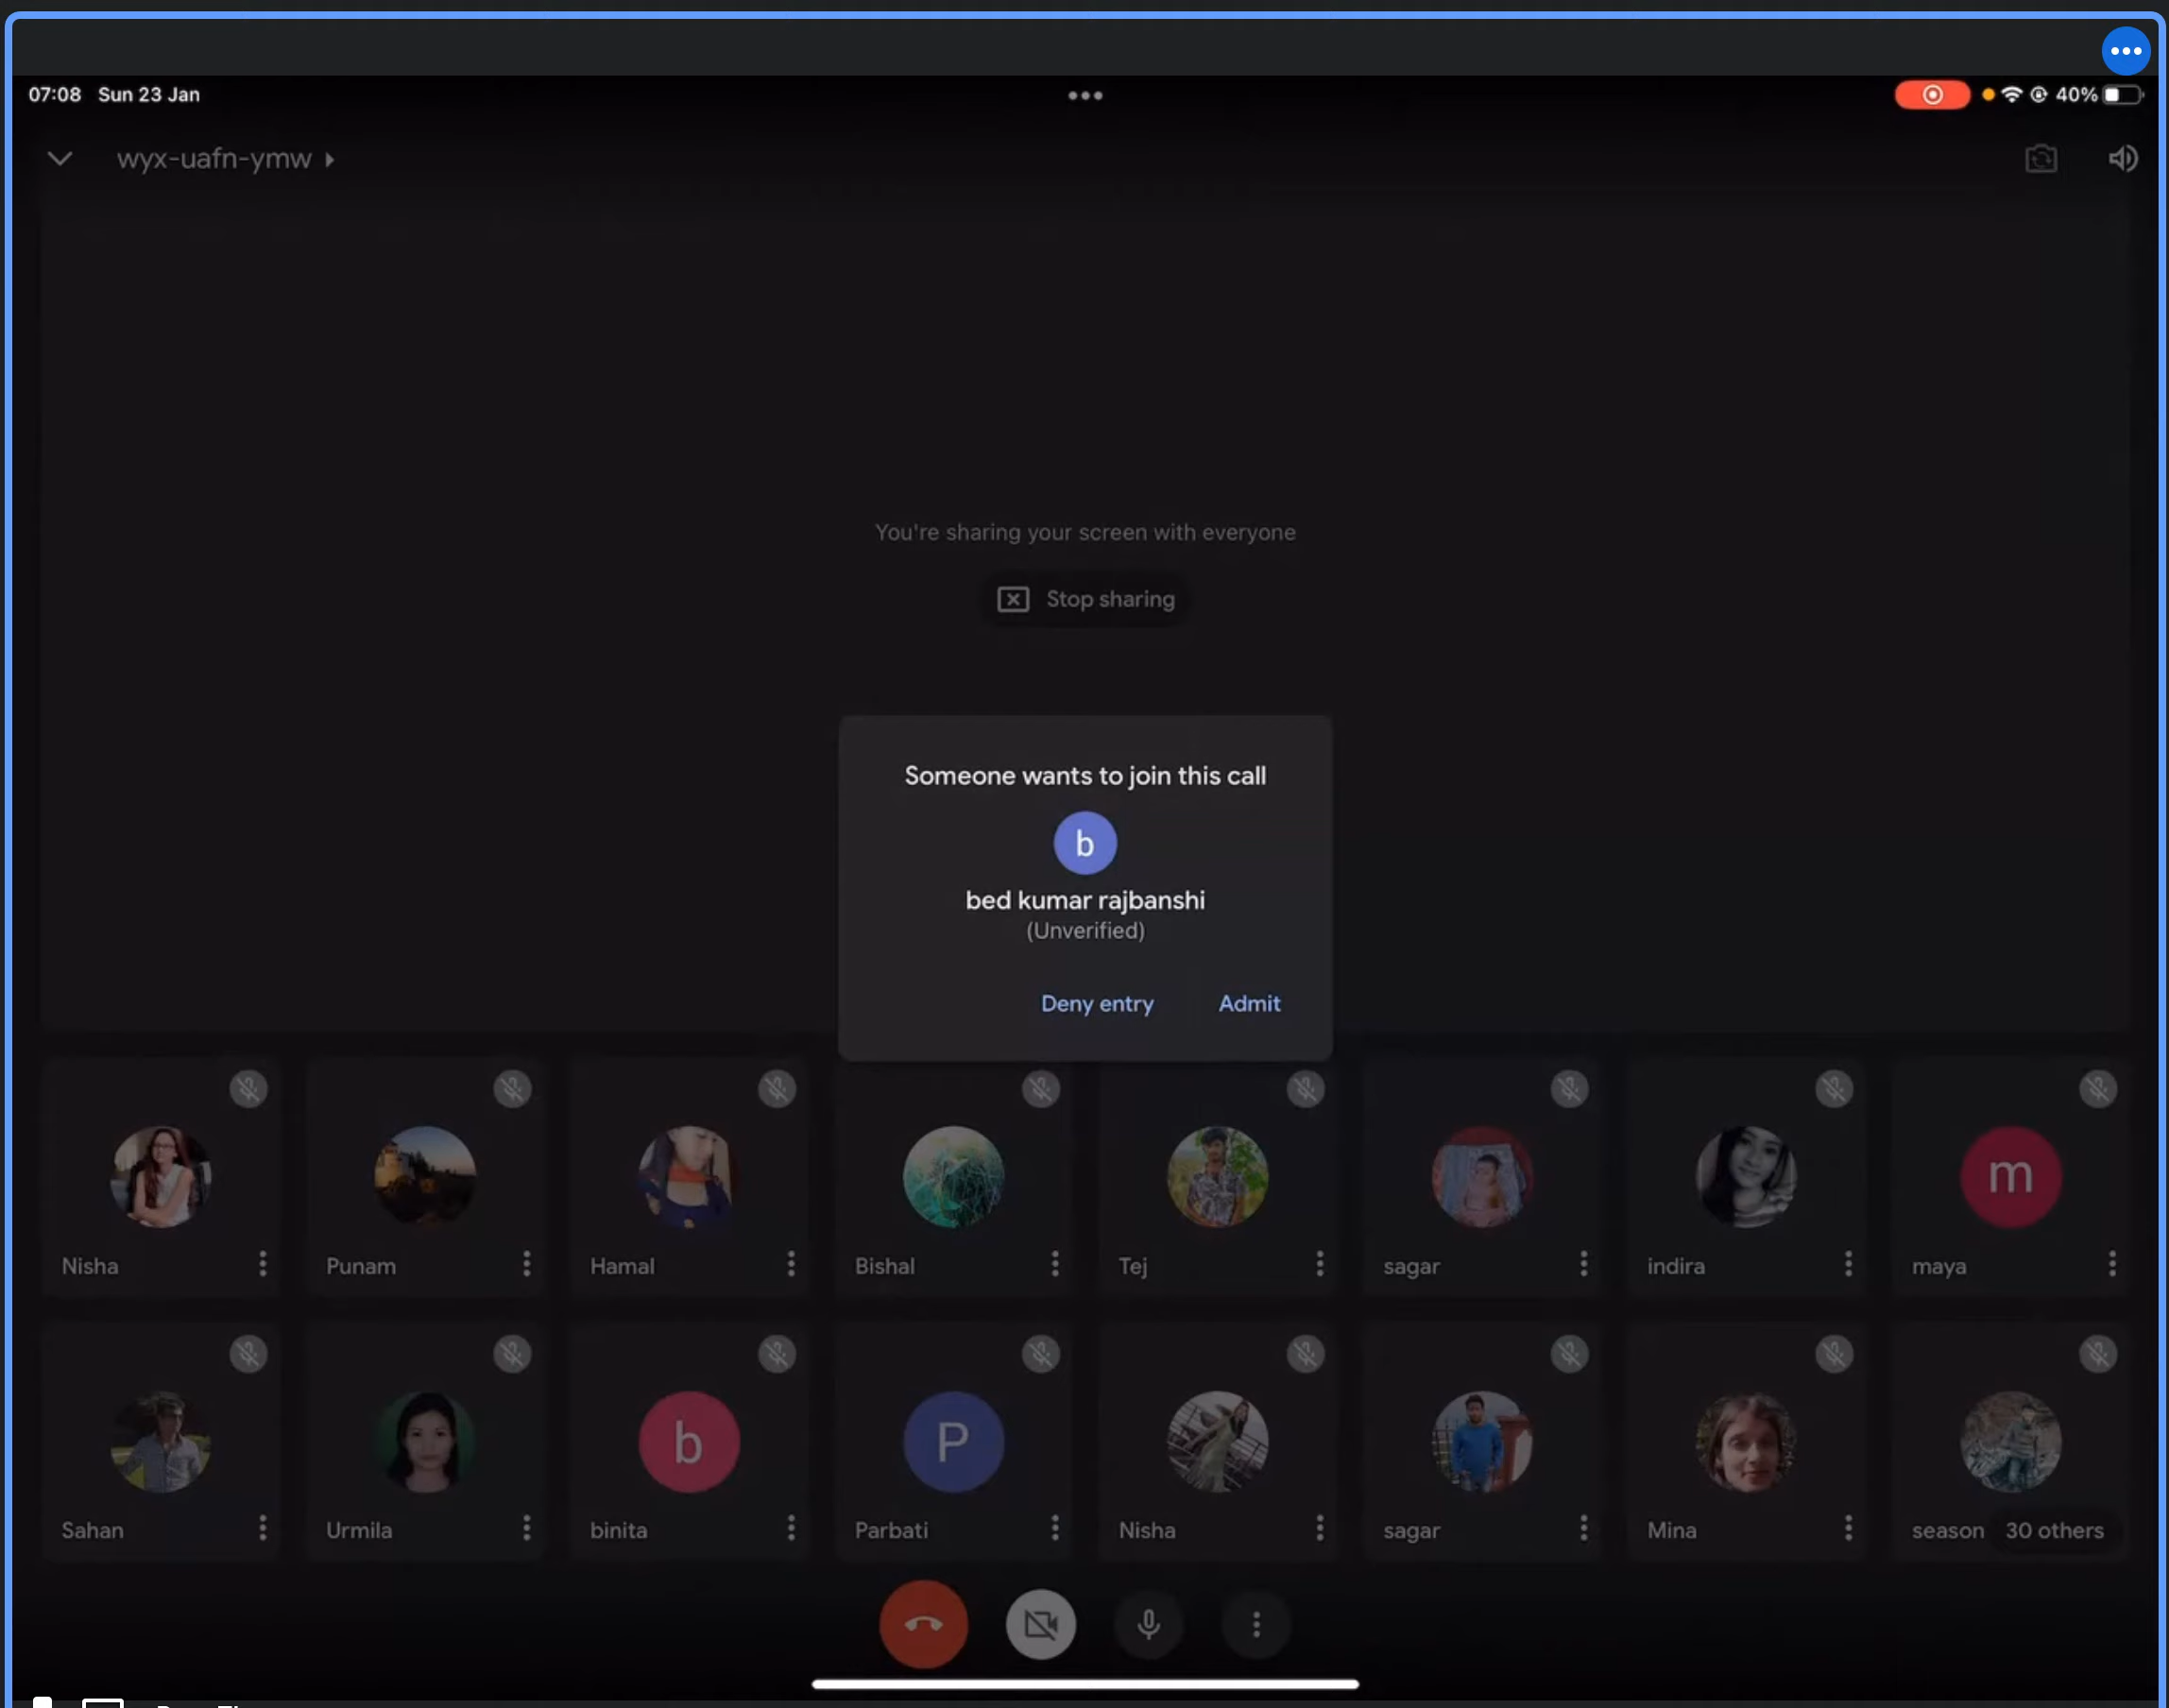 07:08 Sun 23 Jan
40%
wyx-uafn-ymw
You're sharing your screen with everyone
Stop sharing
Someone wants to join this call
b
bed kumar rajbanshi
(Unverified)
Deny entry Admit
m
Nisha Punam Hamal Bishal Tej sagar indira maya
b P
Sahan Urmila binita Parbati Nisha sagar Mina season 30 others